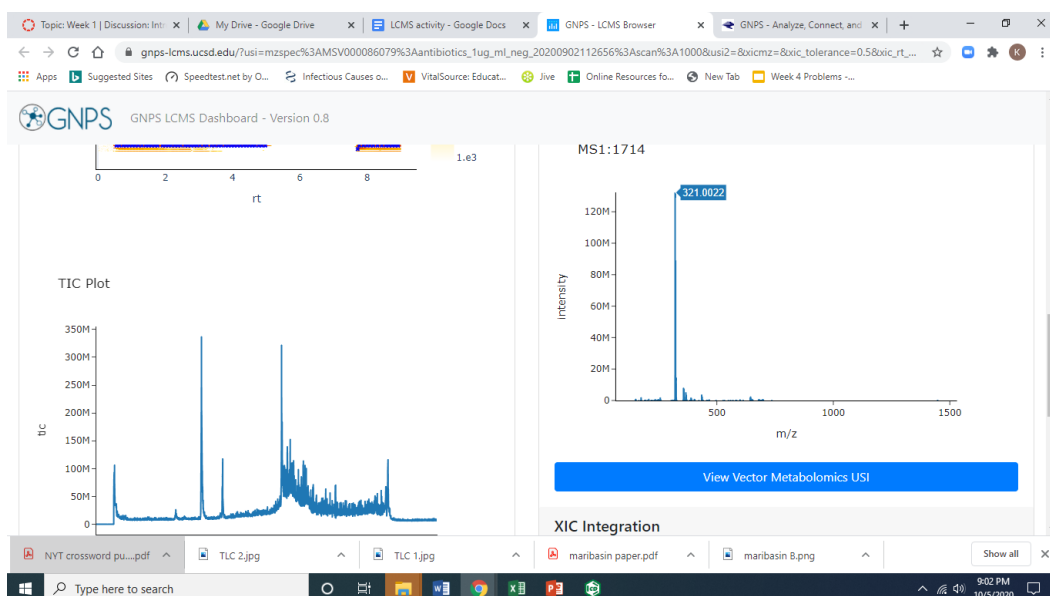 Topic: Week 1 | Discussion: Intr
My Drive - Google Drive
LCMS activity - Google Docs
GNPS - LCMS Browser
GNPS - Analyze, Connect, and
gnps-lcms.ucsd.edu/?usi=mzspec%3AMSV000086079%3Aantibiotics_1ug_ml_neg_20200902112656%3Ascan%3A1000&usi2=&xicmz=&xic_tolerance=0.5&xic_rt_...
K
Apps
Suggested Sites
Speedtest.net by O...
Infectious Causes o...
VitalSource: Educat...
Jive
Online Resources fo...
New Tab
Week 4 Problems -...
GNPS
GNPS LCMS Dashboard - Version 0.8
1.e3
0 2 4 6 8
rt
TIC Plot
350M
300M
250M
200M
150M
100M
50M
0
tic
MS1:1714
321.0022
120M
100M
80M
60M
40M
20M
0
intensity
500 1000 1500
m/z
View Vector Metabolomics USI
XIC Integration
NYT crossword pu....pdf
TLC 2.jpg
TLC 1.jpg
maribasin paper.pdf
maribasin B.png
Show all
Type here to search
9:02 PM
10/5/2020